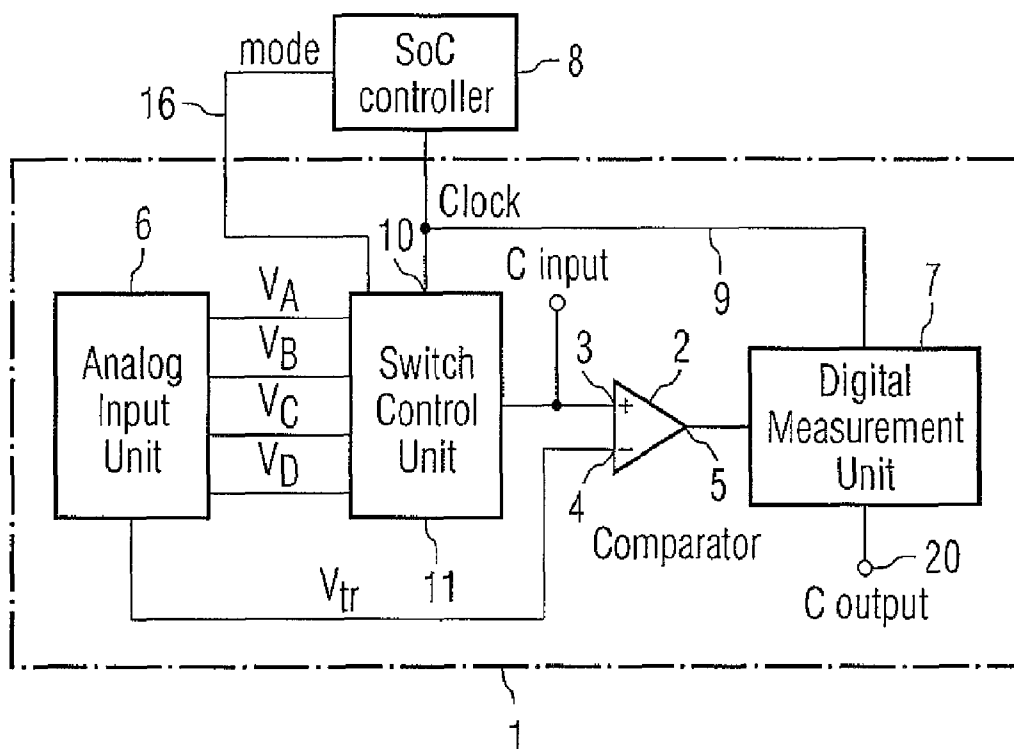 mode
SoC
controller
8
16
Clock
6
10
C input
9
7
V_A
V_B
V_C
V_D
Analog
Input
Unit
Switch
Control
Unit
3
2
+
−
4
5
Digital
Measurement
Unit
Comparator
V_tr
11
20
C output
1